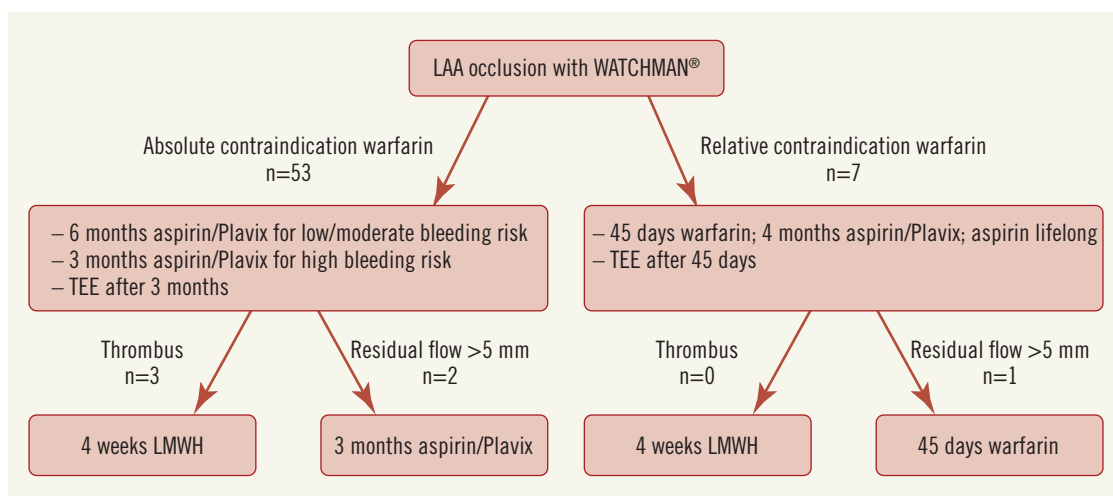 LAA occlusion with WATCHMAN®
Absolute contraindication warfarin
n=53
Relative contraindication warfarin
n=7
– 6 months aspirin/Plavix for low/moderate bleeding risk
– 3 months aspirin/Plavix for high bleeding risk
– TEE after 3 months
– 45 days warfarin; 4 months aspirin/Plavix; aspirin lifelong
– TEE after 45 days
Thrombus
n=3
Residual flow >5 mm
n=2
Thrombus
n=0
Residual flow >5 mm
n=1
4 weeks LMWH
3 months aspirin/Plavix
4 weeks LMWH
45 days warfarin